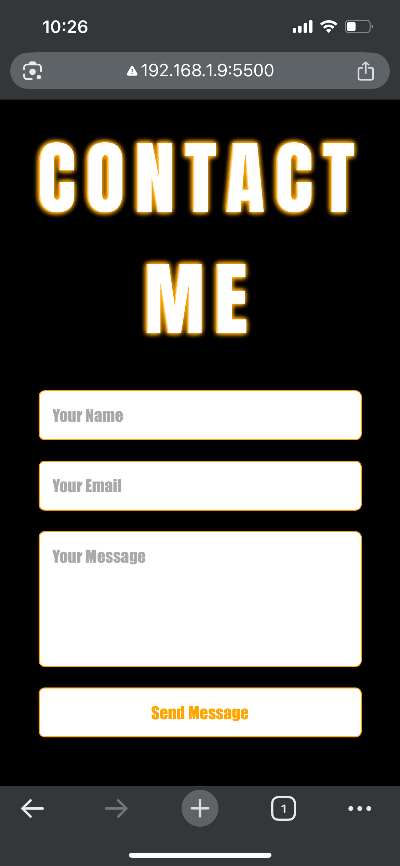 10:26
192.168.1.9:5500
CONTACT
ME
Your Name
Your Email
Your Message
Send Message
1